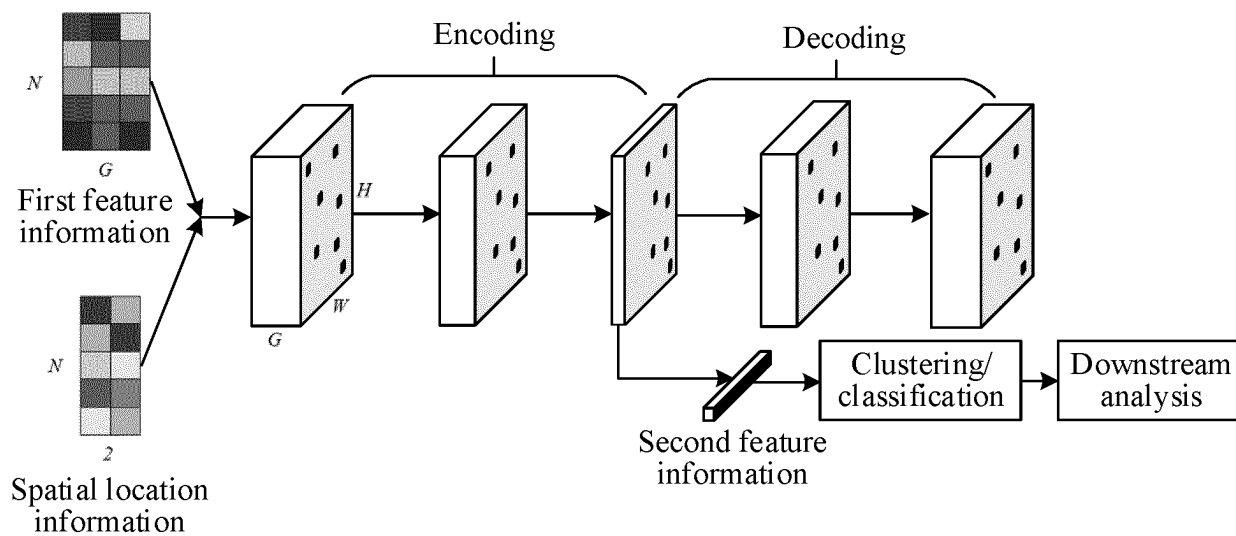 Encoding
Decoding
N
G
First feature
information
H
W
G
N
2
Spatial location
information
Second feature
information
Clustering/
classification
Downstream
analysis